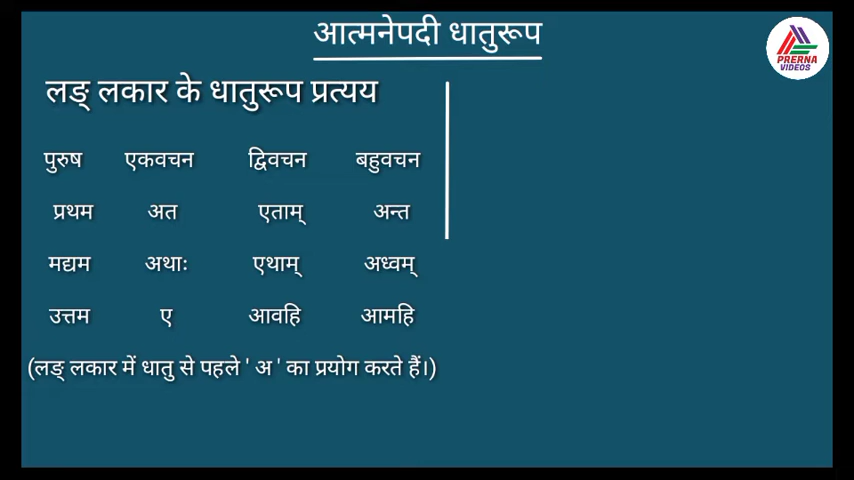 आत्मनेपदी धातुरूप
PRERNA
VIDEOS
लङ् लकार के धातुरूप प्रत्यय
पुरुष एकवचन द्विवचन बहुवचन
प्रथम अत एताम् अन्त
मद्यम अथाः एथाम् अध्वम्
उत्तम ए आवहि आमहि
(लङ् लकार में धातु से पहले ' अ ' का प्रयोग करते हैं।)